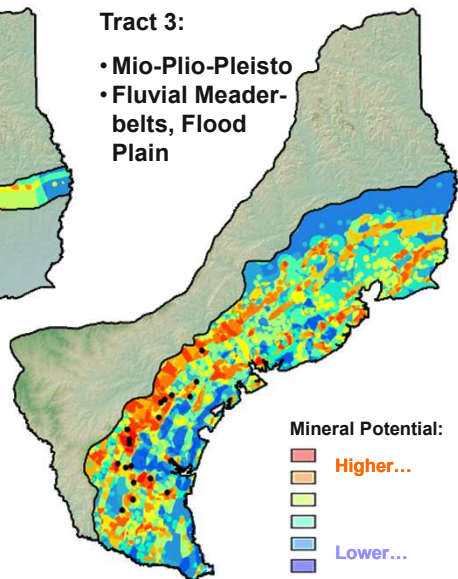 Tract 3:
• Mio-Plio-Pleisto
• Fluvial Meader-
belts, Flood
Plain
Mineral Potential:
Higher...
Lower...